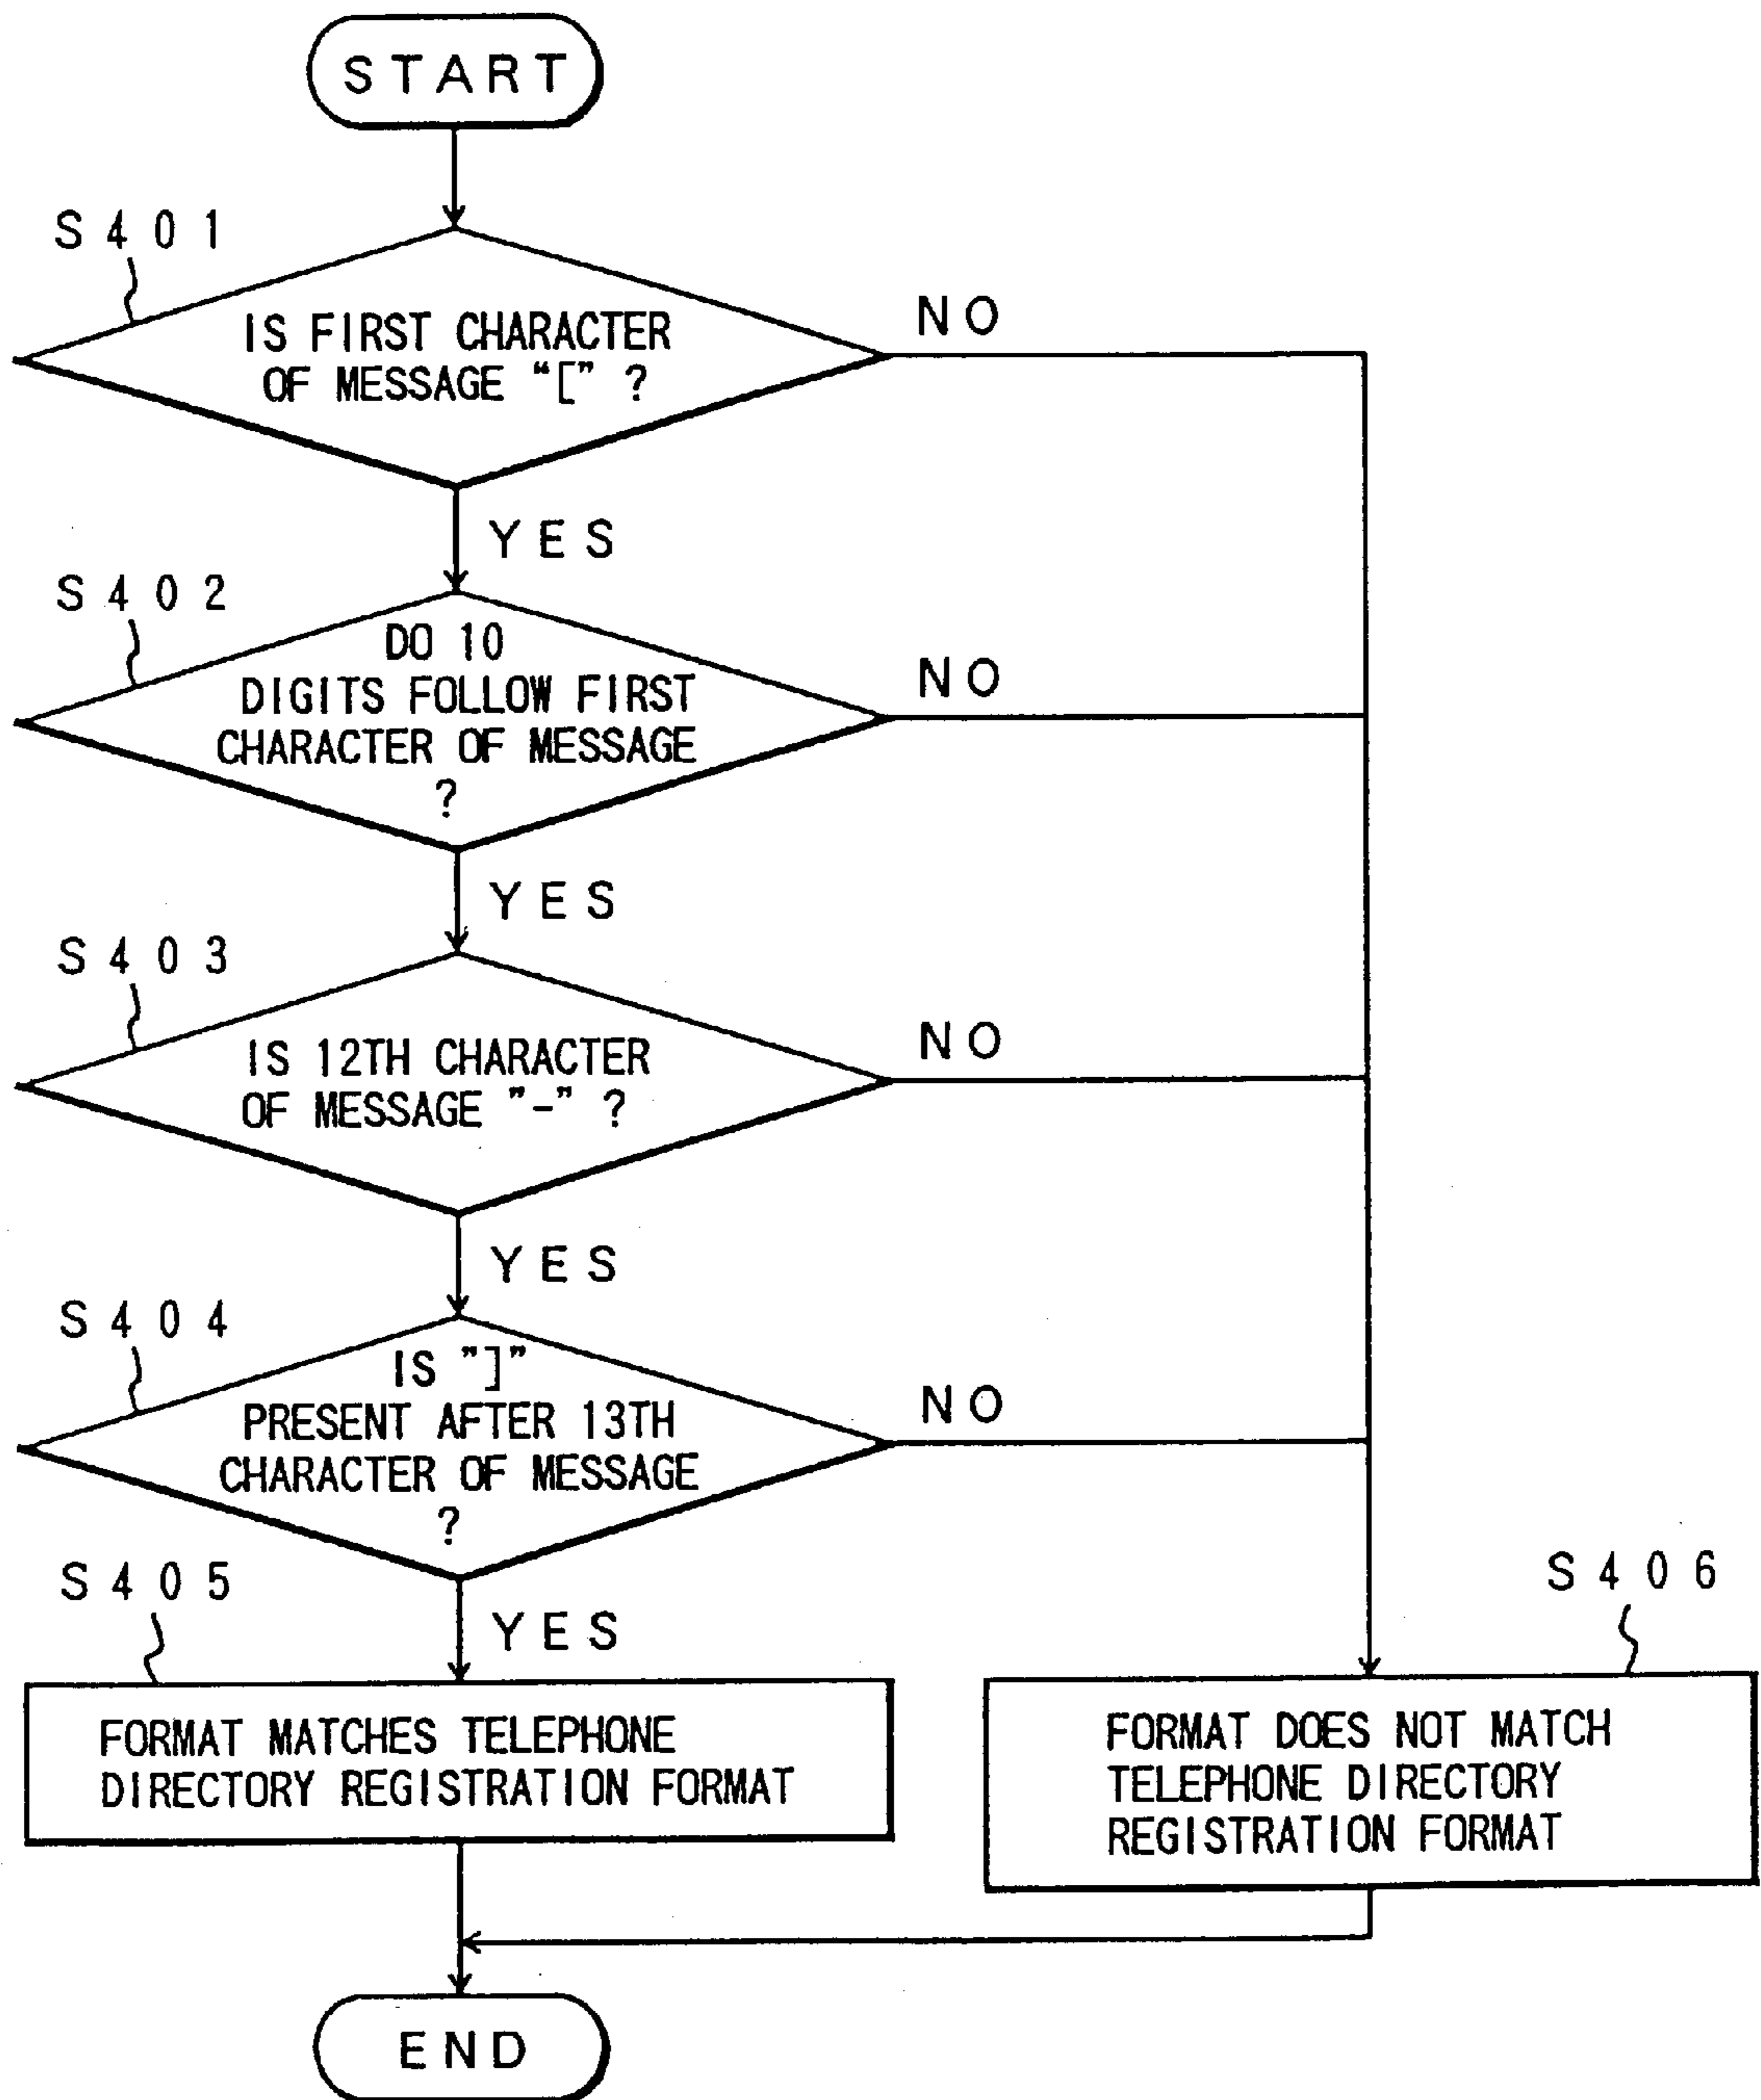 START
S401
IS FIRST CHARACTER
OF MESSAGE “[” ?
NO
YES
S402
DO 10
DIGITS FOLLOW FIRST
CHARACTER OF MESSAGE
?
NO
YES
S403
IS 12TH CHARACTER
OF MESSAGE ”-” ?
NO
YES
S404
IS ”]”
PRESENT AFTER 13TH
CHARACTER OF MESSAGE
?
NO
YES
S405
FORMAT MATCHES TELEPHONE
DIRECTORY REGISTRATION FORMAT
S406
FORMAT DOES NOT MATCH
TELEPHONE DIRECTORY
REGISTRATION FORMAT
END